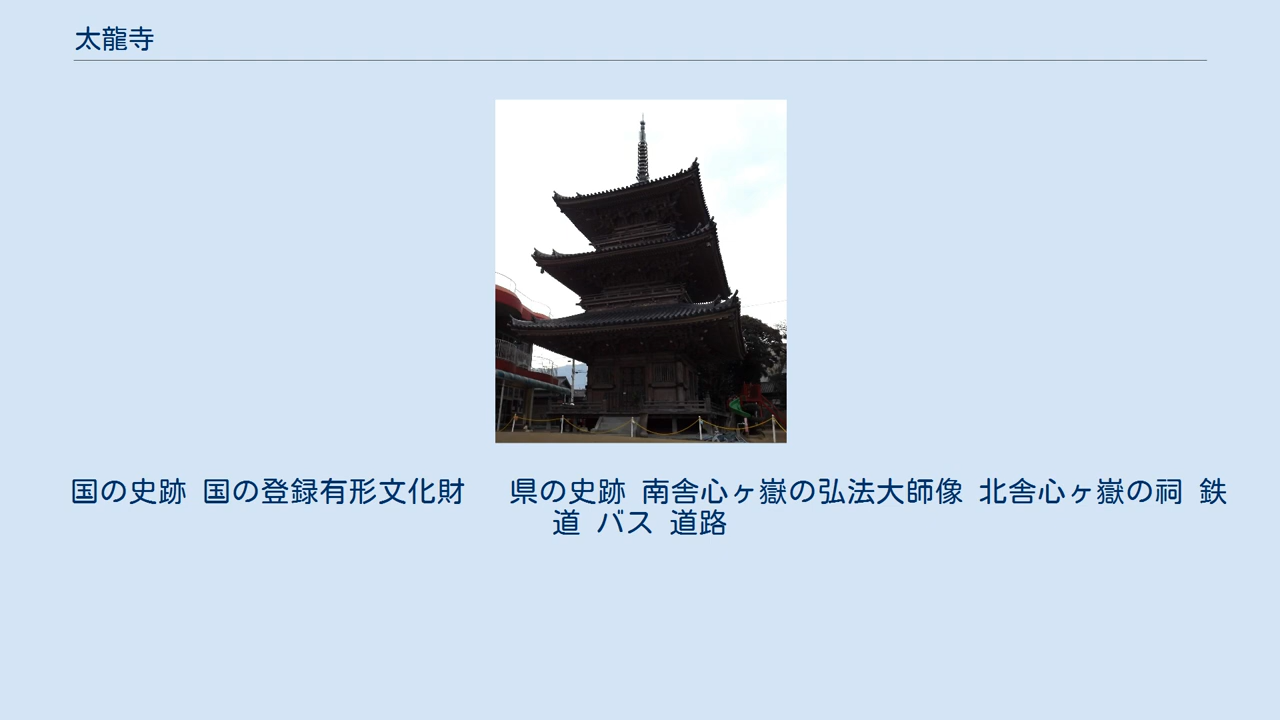 太龍寺
国の史跡 国の登録有形文化財 県の史跡 南舎心ヶ嶽の弘法大師像 北舎心ヶ嶽の祠 鉄
道 バス 道路